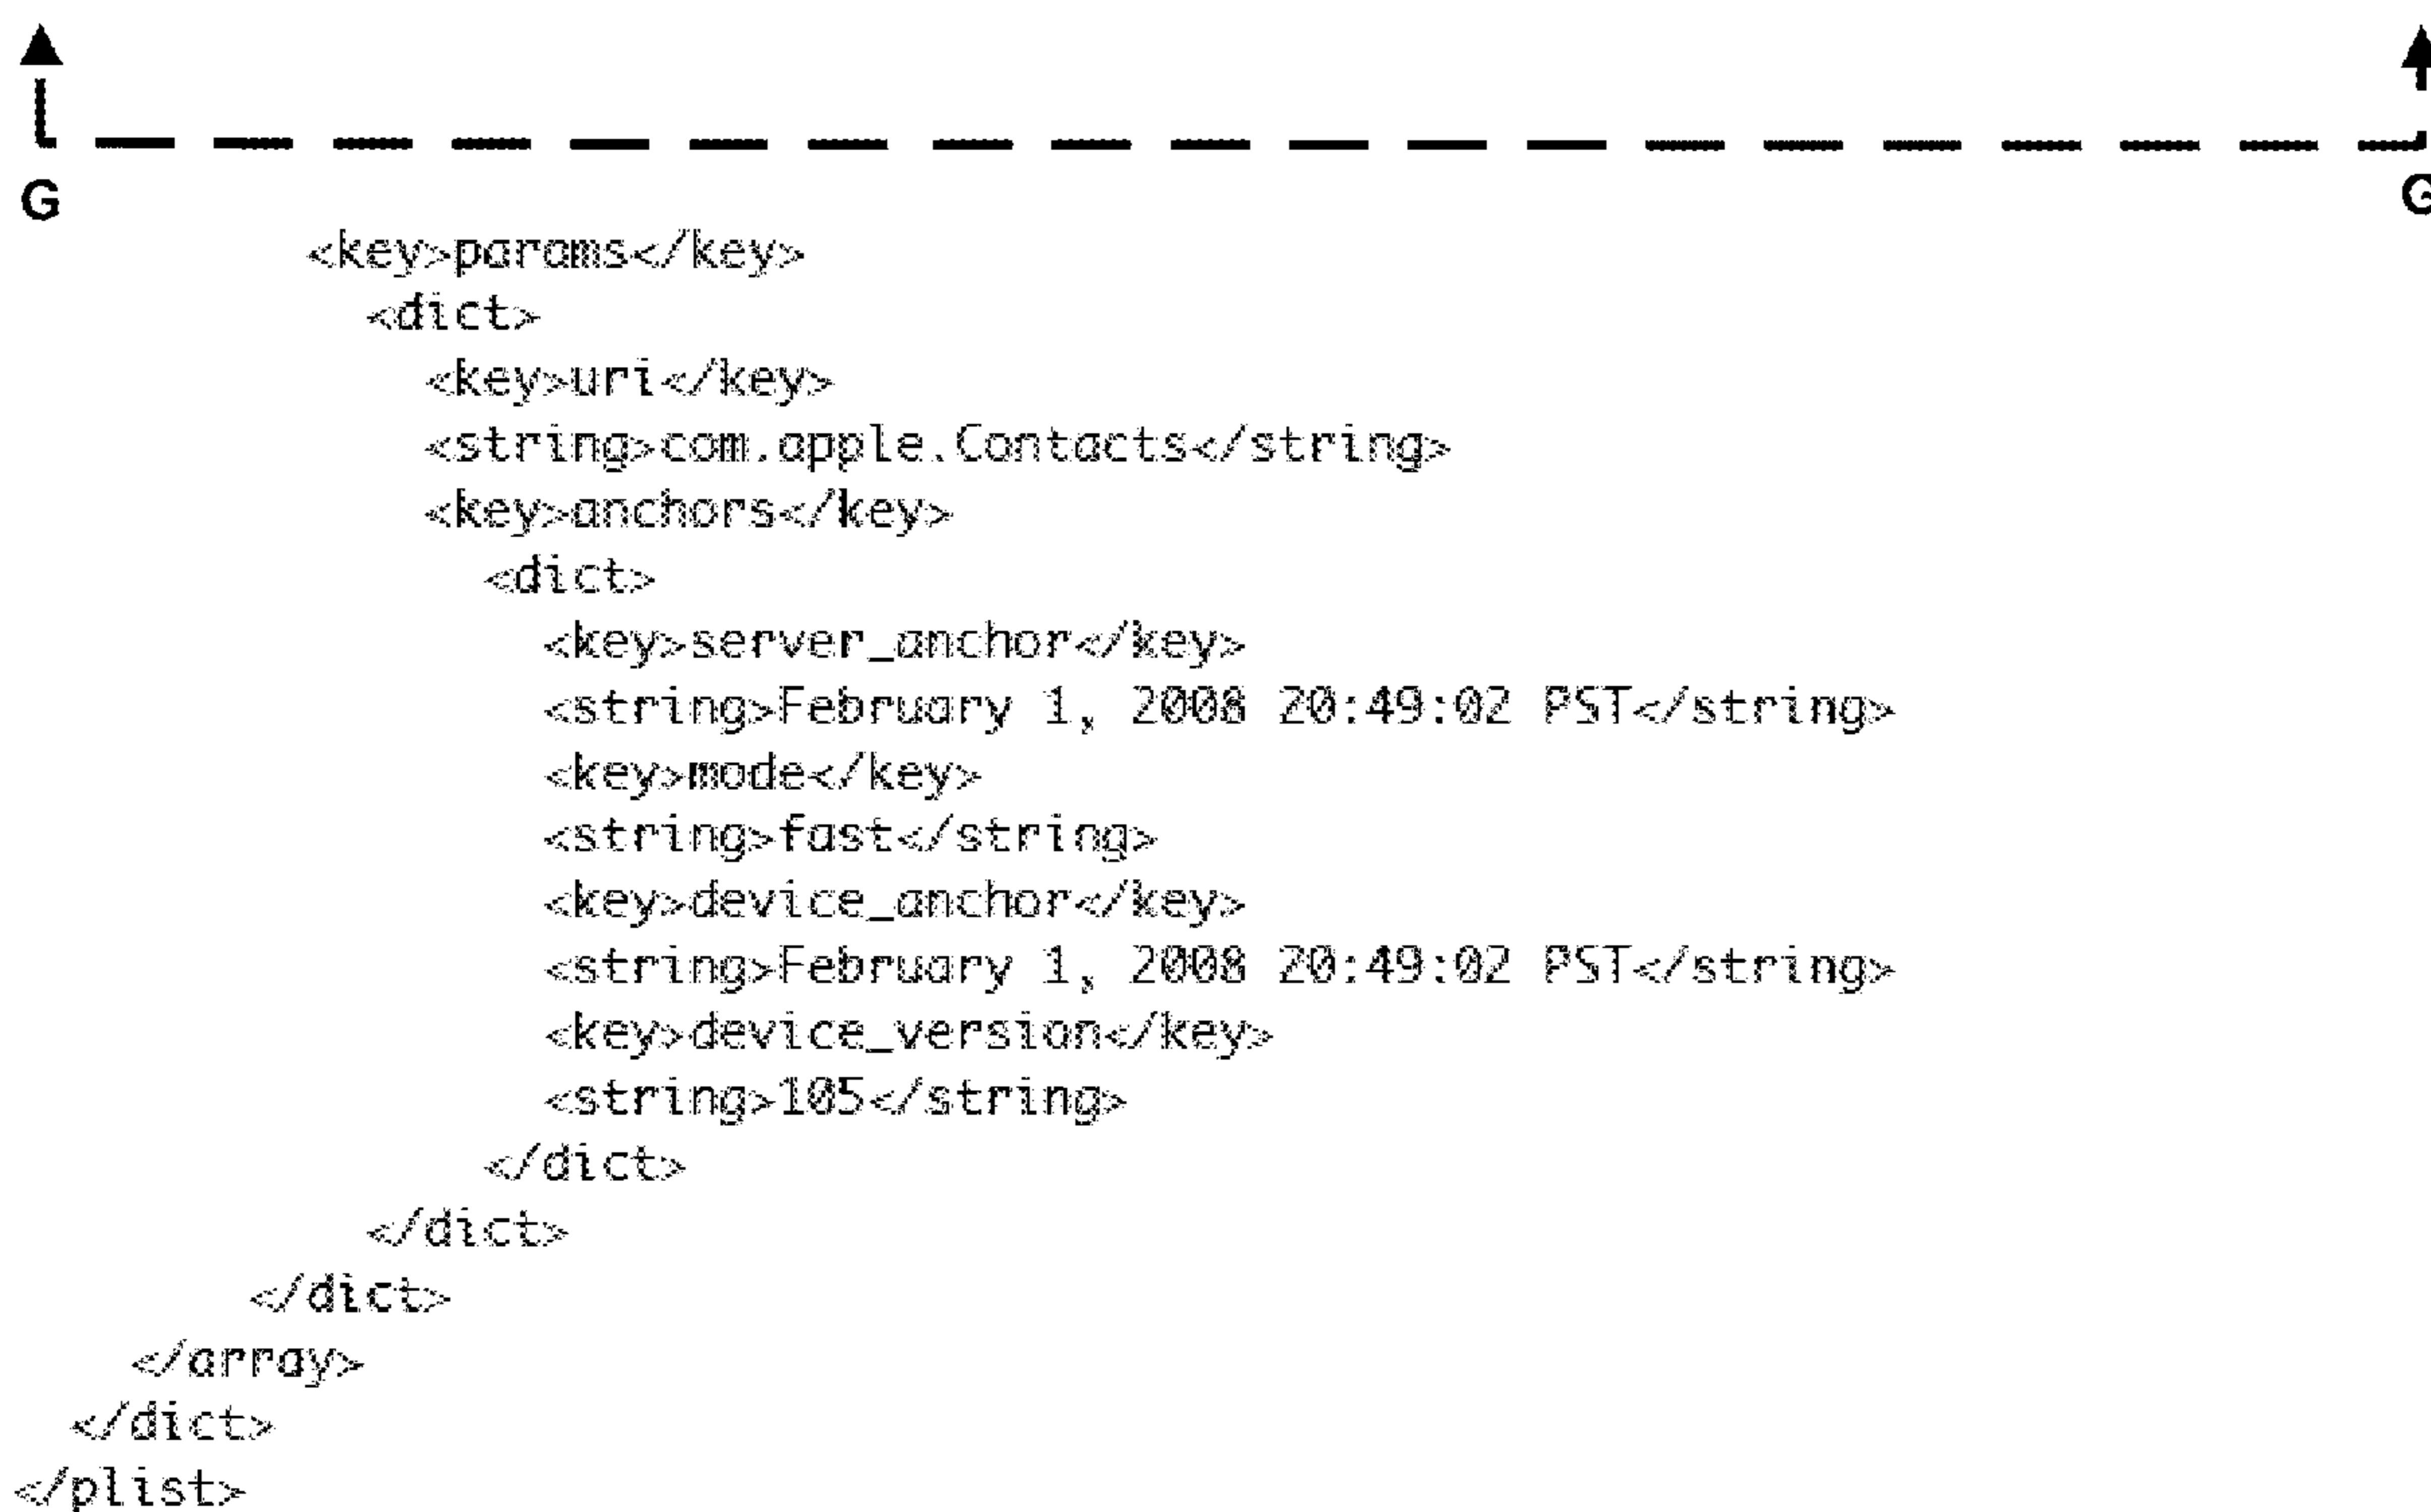 G G
<key>params</key>
<dict>
<key>uri</key>
<string>com.apple.Contacts</string>
<key>anchors</key>
<dict>
<key>server_anchor</key>
<string>February 1, 2008 20:49:02 PST</string>
<key>mode</key>
<string>fast</string>
<key>device_anchor</key>
<string>February 1, 2008 20:49:02 PST</string>
<key>device_version</key>
<string>105</string>
</dict>
</dict>
</dict>
</array>
</dict>
</plist>